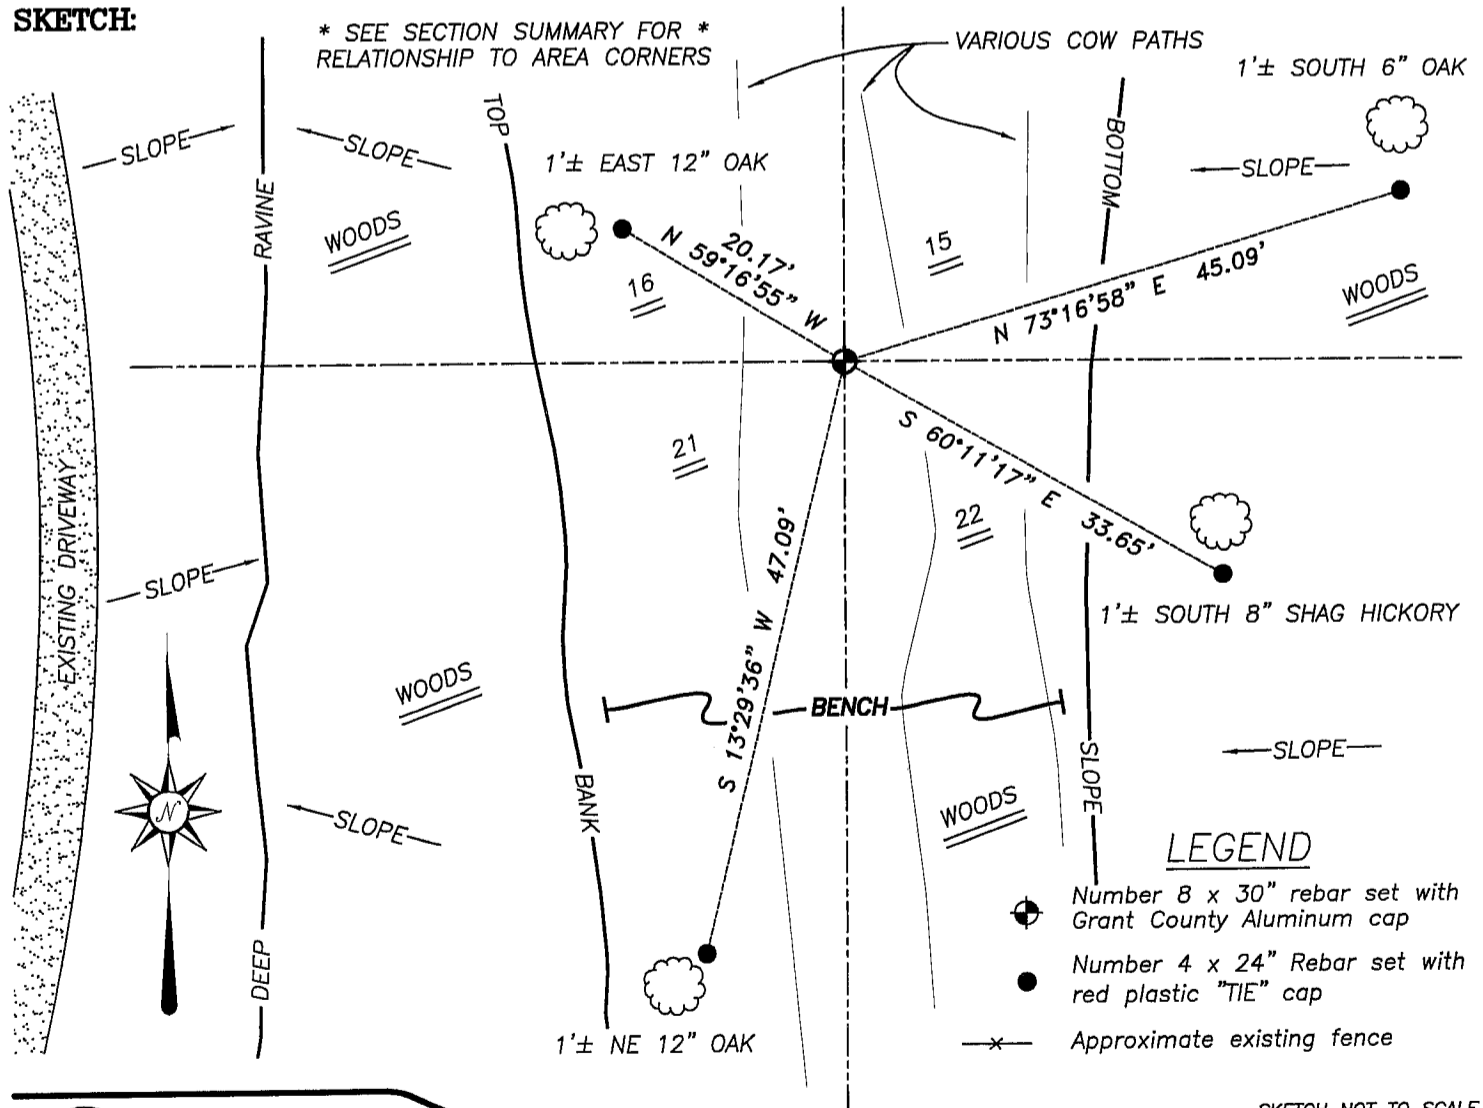 SKETCH:
* SEE SECTION SUMMARY FOR *
RELATIONSHIP TO AREA CORNERS
VARIOUS COW PATHS
1'± SOUTH 6" OAK
TOP
BOTTOM
SLOPE
SLOPE
SLOPE
1'± EAST 12" OAK
RAVINE
WOODS
20.17'
N 59°16'55" W
16
15
N 73°16'58" E 45.09'
WOODS
21
S 60°11'17" E 33.65'
22
EXISTING DRIVEWAY
SLOPE
1'± SOUTH 8" SHAG HICKORY
S 13°29'36" W 47.09'
WOODS
BENCH
SLOPE
SLOPE
BANK
N
SLOPE
WOODS
DEEP
1'± NE 12" OAK
LEGEND
Number 8 x 30" rebar set with
Grant County Aluminum cap
Number 4 x 24" Rebar set with
red plastic "TIE" cap
Approximate existing fence
SKETCH NOT TO SCALE